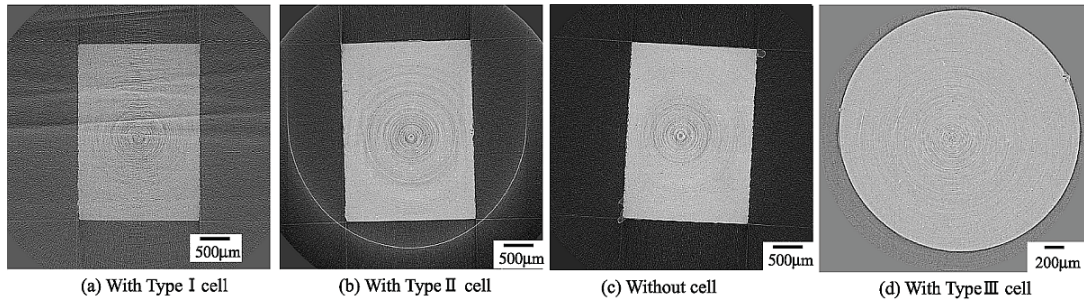 500μm
500μm
500μm
200μm
(a) With Type Ⅰ cell
(b) With Type Ⅱ cell
(c) Without cell
(d) With Type Ⅲ cell